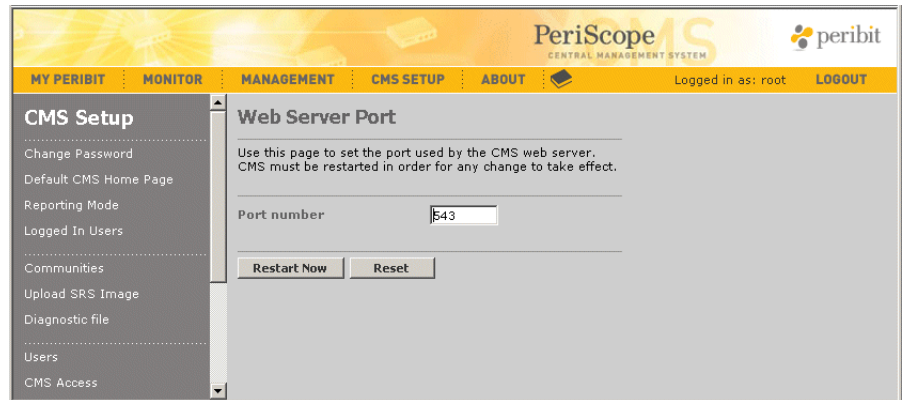 PeriScope
CENTRAL MANAGEMENT SYSTEM
CMS
peribit
MY PERIBIT MONITOR MANAGEMENT CMS SETUP ABOUT Logged in as: root LOGOUT
CMS Setup
Change Password
Default CMS Home Page
Reporting Mode
Logged In Users
Communities
Upload SRS Image
Diagnostic file
Users
CMS Access
Web Server Port
Use this page to set the port used by the CMS web server.
CMS must be restarted in order for any change to take effect.
Port number 543
Restart Now Reset